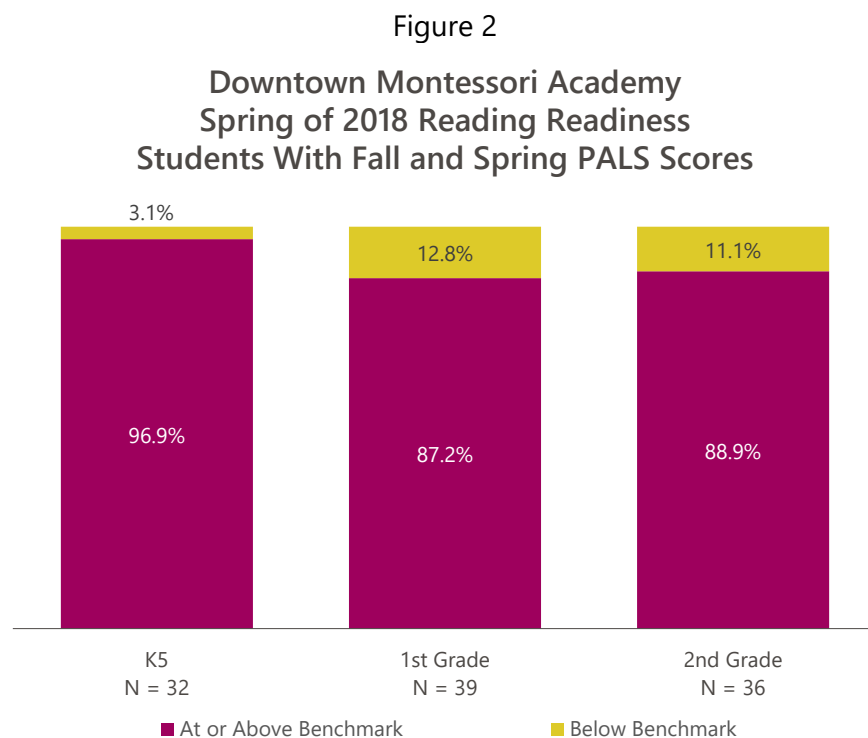 Figure 2
Downtown Montessori Academy
Spring of 2018 Reading Readiness
Students With Fall and Spring PALS Scores
3.1%
12.8%
11.1%
96.9%
87.2%
88.9%
K5
N = 32
1st Grade
N = 39
2nd Grade
N = 36
At or Above Benchmark
Below Benchmark